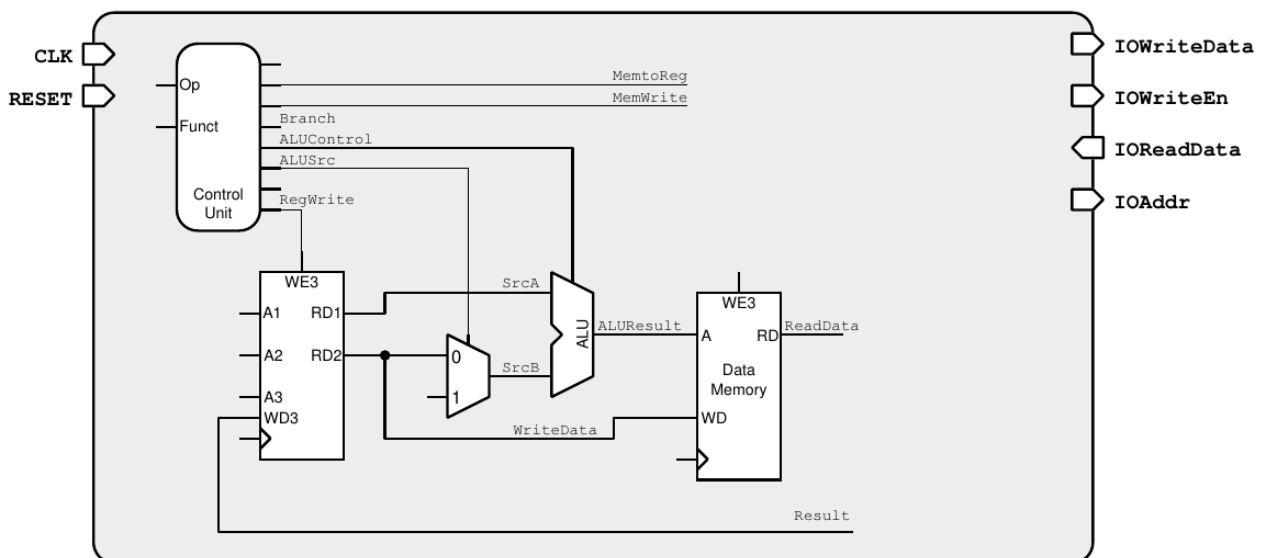 CLK
RESET
IOWriteData
IOWriteEn
IOReadData
IOAddr
Op
Funct
Control
Unit
MemtoReg
MemWrite
Branch
ALUControl
ALUSrc
RegWrite
WE3
A1
RD1
A2
RD2
A3
WD3
0
1
SrcA
SrcB
ALU
ALUResult
WE3
A
RD
ReadData
Data
Memory
WD
WriteData
Result